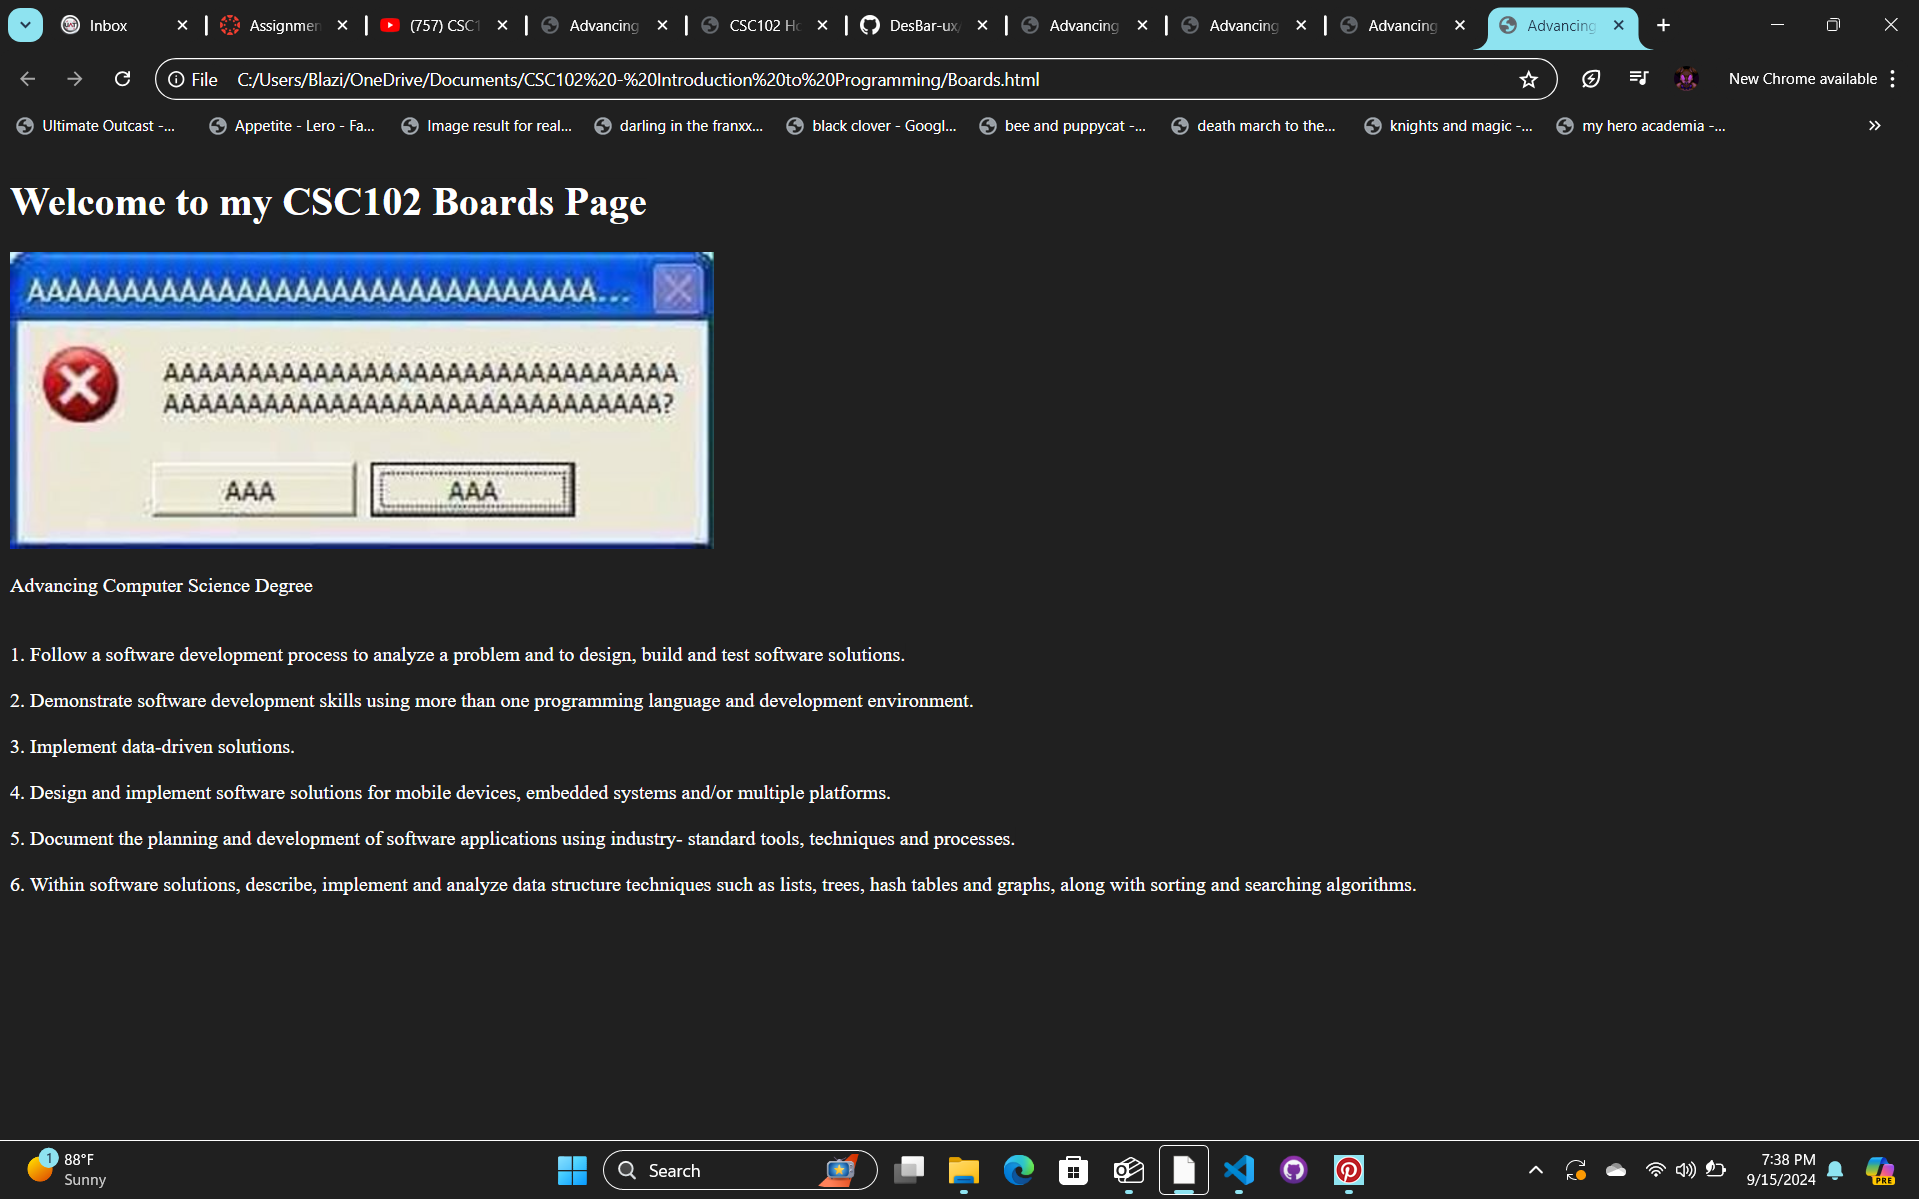 Inbox
Assignmen
(757) CSC1
Advancing
CSC102 Ho
DesBar-ux
Advancing
Advancing
Advancing
Advancing
File C:/Users/Blazi/OneDrive/Documents/CSC102%20-%20Introduction%20to%20Programming/Boards.html
New Chrome available
Ultimate Outcast -...
Appetite - Lero - Fa...
Image result for real...
darling in the franxx...
black clover - Googl...
bee and puppycat -...
death march to the...
knights and magic -...
my hero academia -...
Welcome to my CSC102 Boards Page
AAA
AAA
Advancing Computer Science Degree
1. Follow a software development process to analyze a problem and to design, build and test software solutions.
2. Demonstrate software development skills using more than one programming language and development environment.
3. Implement data-driven solutions.
4. Design and implement software solutions for mobile devices, embedded systems and/or multiple platforms.
5. Document the planning and development of software applications using industry- standard tools, techniques and processes.
6. Within software solutions, describe, implement and analyze data structure techniques such as lists, trees, hash tables and graphs, along with sorting and searching algorithms.
1
88°F
Sunny
Search
7:38 PM
9/15/2024
PRE